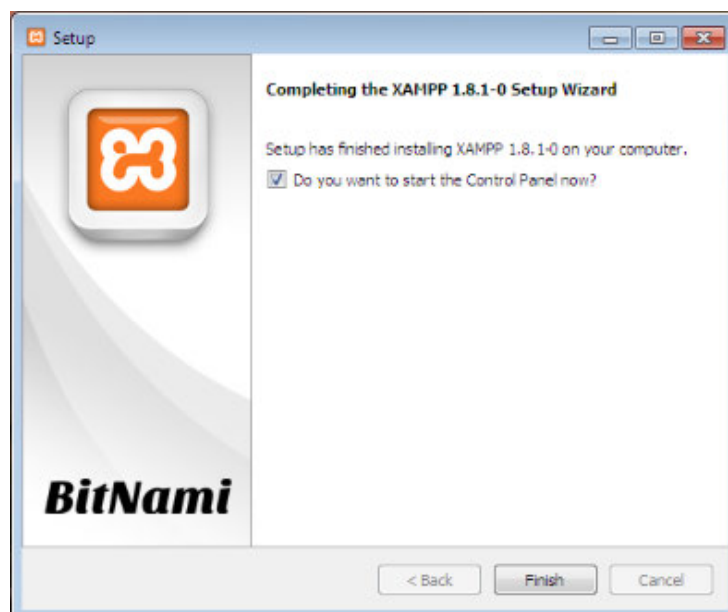 Setup
Completing the XAMPP 1.8.1-0 Setup Wizard
Setup has finished installing XAMPP 1.8.1-0 on your computer.
Do you want to start the Control Panel now?
BitNami
< Back
Finish
Cancel